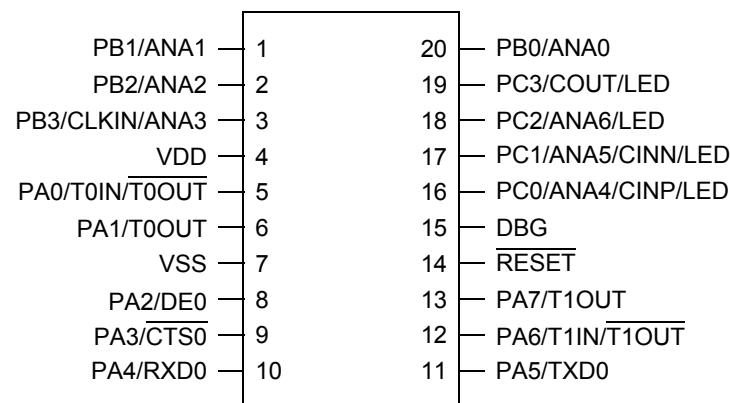 PB1/ANA1 1 20 PB0/ANA0
PB2/ANA2 2 19 PC3/COUT/LED
PB3/CLKIN/ANA3 3 18 PC2/ANA6/LED
VDD 4 17 PC1/ANA5/CINN/LED
PA0/T0IN/T0OUT 5 16 PC0/ANA4/CINP/LED
PA1/T0OUT 6 15 DBG
VSS 7 14 RESET
PA2/DE0 8 13 PA7/T1OUT
PA3/CTS0 9 12 PA6/T1IN/T1OUT
PA4/RXD0 10 11 PA5/TXD0